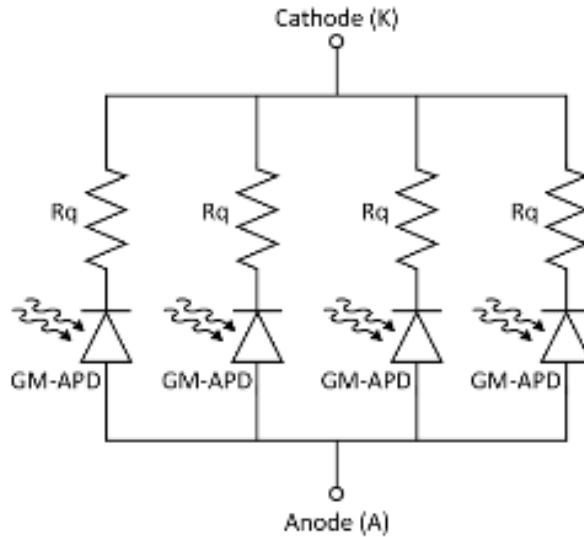 Cathode (K)
Rq Rq Rq Rq
GM-APD GM-APD GM-APD GM-APD
Anode (A)